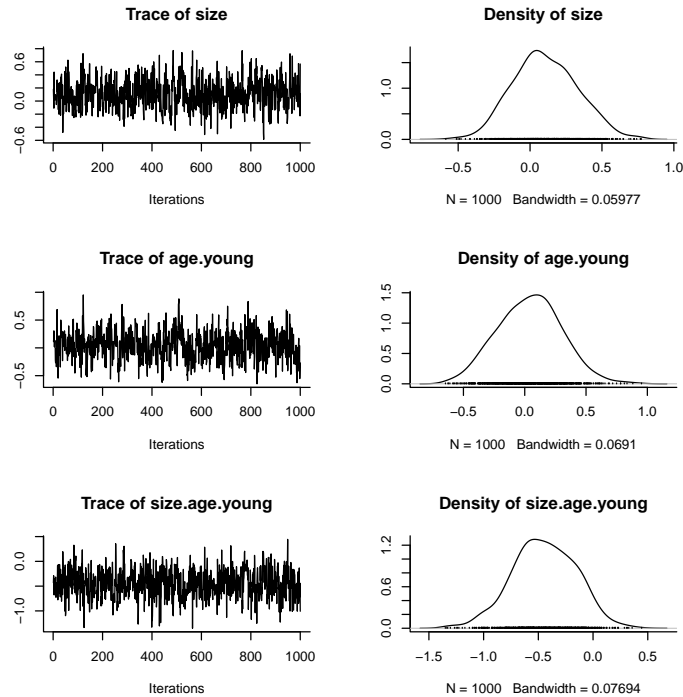 Trace of size
Density of size
0.6
0.0
−0.6
0 200 400 600 800 1000
Iterations
1.0
0.0
−0.5 0.0 0.5 1.0
N = 1000 Bandwidth = 0.05977
Trace of age.young
Density of age.young
0.5
−0.5
0 200 400 600 800 1000
Iterations
1.5
1.0
0.5
0.0
−0.5 0.0 0.5 1.0
N = 1000 Bandwidth = 0.0691
Trace of size.age.young
Density of size.age.young
0.0
−1.0
0 200 400 600 800 1000
Iterations
1.2
0.6
0.0
−1.5 −1.0 −0.5 0.0 0.5
N = 1000 Bandwidth = 0.07694